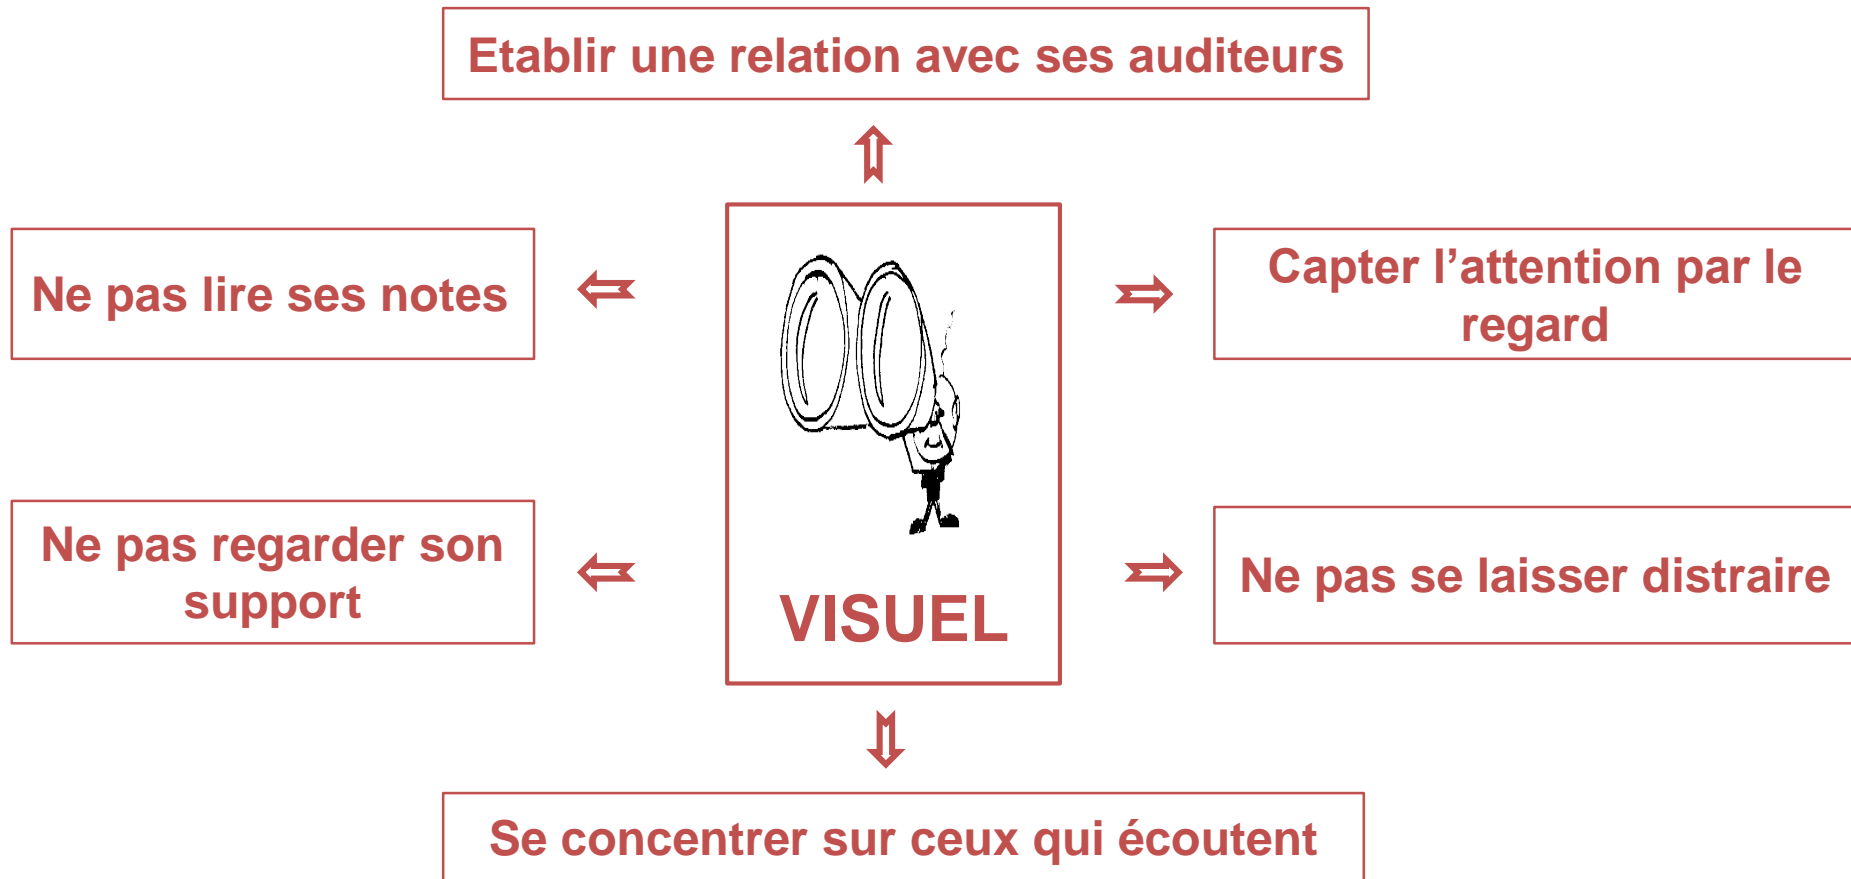 Etablir une relation avec ses auditeurs
Ne pas lire ses notes
Capter l’attention par le
regard
Ne pas regarder son
support
Ne pas se laisser distraire
VISUEL
Se concentrer sur ceux qui écoutent